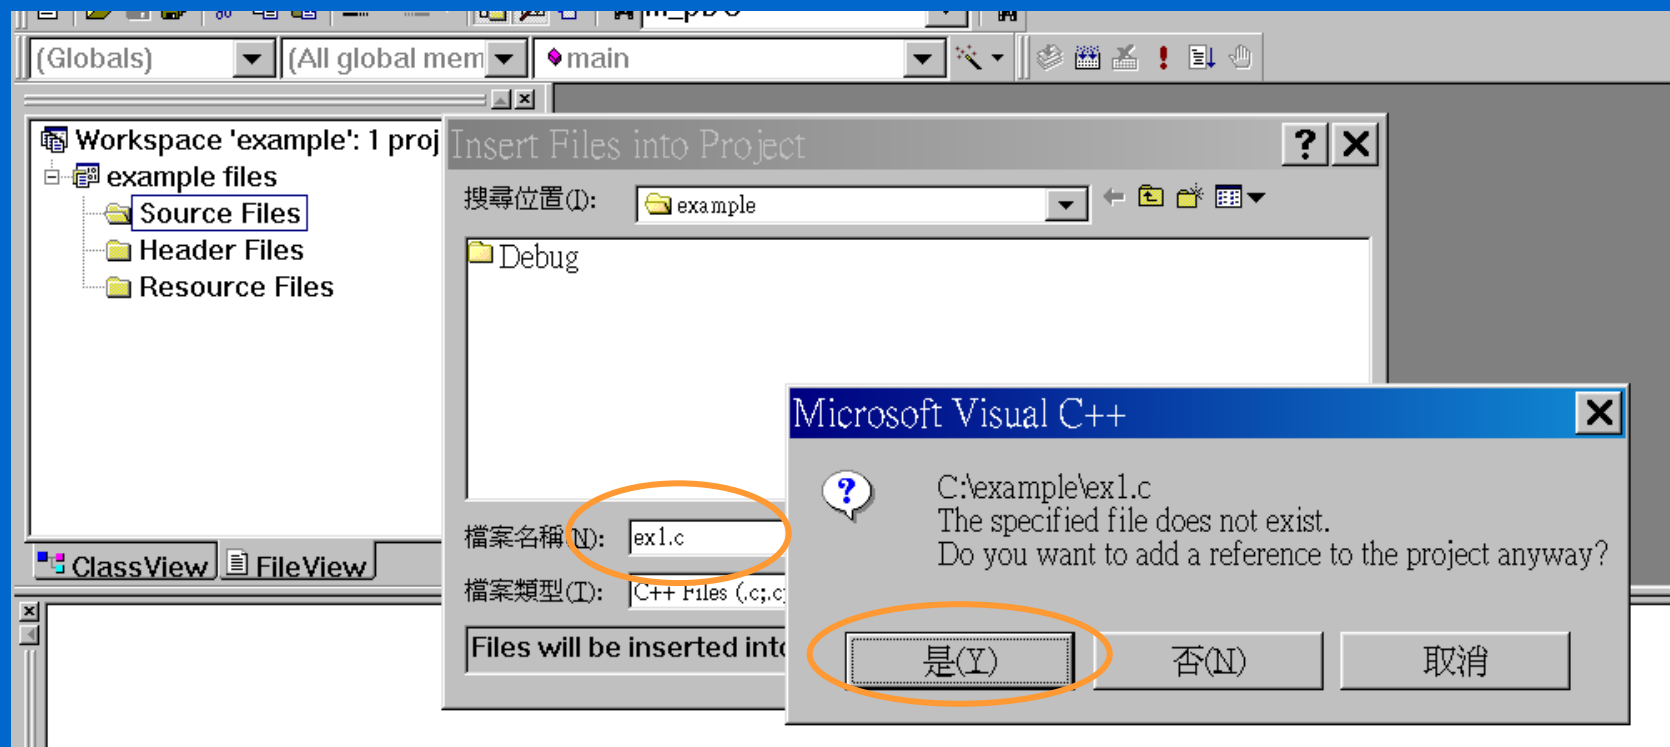 (Globals)
(All global mem
main
Workspace 'example': 1 proj
example files
Source Files
Header Files
Resource Files
ClassView
FileView
Insert Files into Project
搜尋位置(I):
example
Debug
檔案名稱(N):
ex1.c
檔案類型(T):
C++ Files (.c;.c
Files will be inserted int
Microsoft Visual C++
C:\example\ex1.c
The specified file does not exist.
Do you want to add a reference to the project anyway?
是(Y)
否(N)
取消